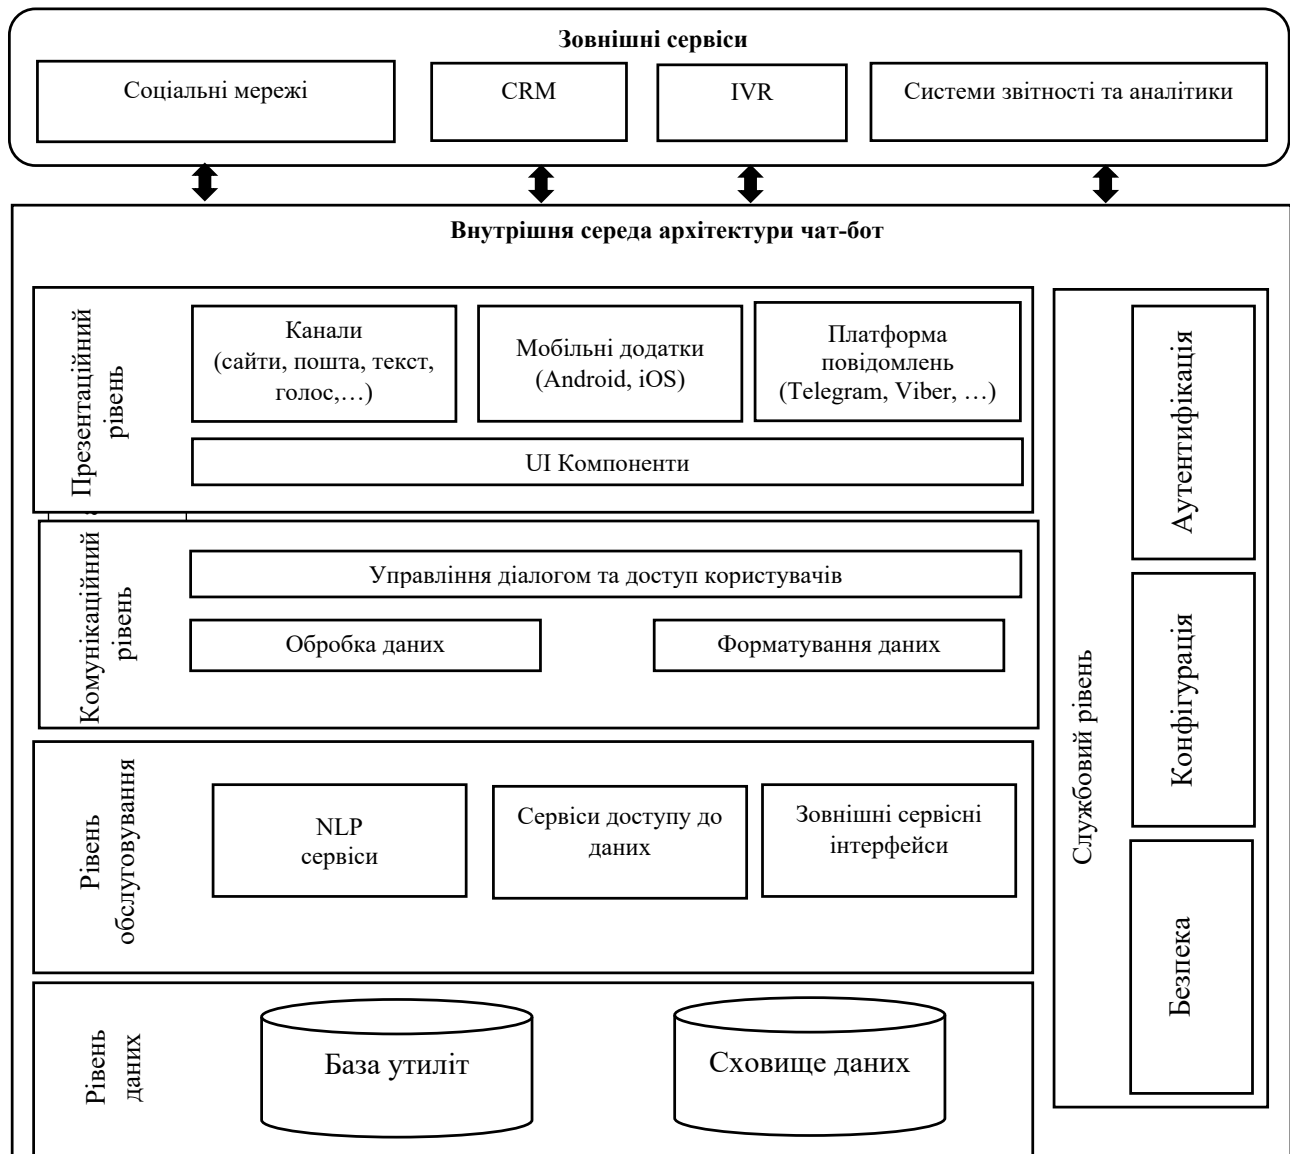 Зовнішні сервіси
Соціальні мережі
CRM
IVR
Системи звітності та аналітики
Внутрішня середа архітектури чат-бот
Презентаційний
рівень
Канали
(сайти, пошта, текст,
голос,…)
Мобільні додатки
(Android, iOS)
Платформа
повідомлень
(Telegram, Viber, …)
UI Компоненти
Комунікаційний
рівень
Управління діалогом та доступ користувачів
Обробка даних
Форматування даних
Рівень
обслуговування
NLP
сервіси
Сервіси доступу до
даних
Зовнішні сервісні
інтерфейси
Рівень
даних
База утиліт
Сховище даних
Службовий рівень
Аутентифікація
Конфігурація
Безпека